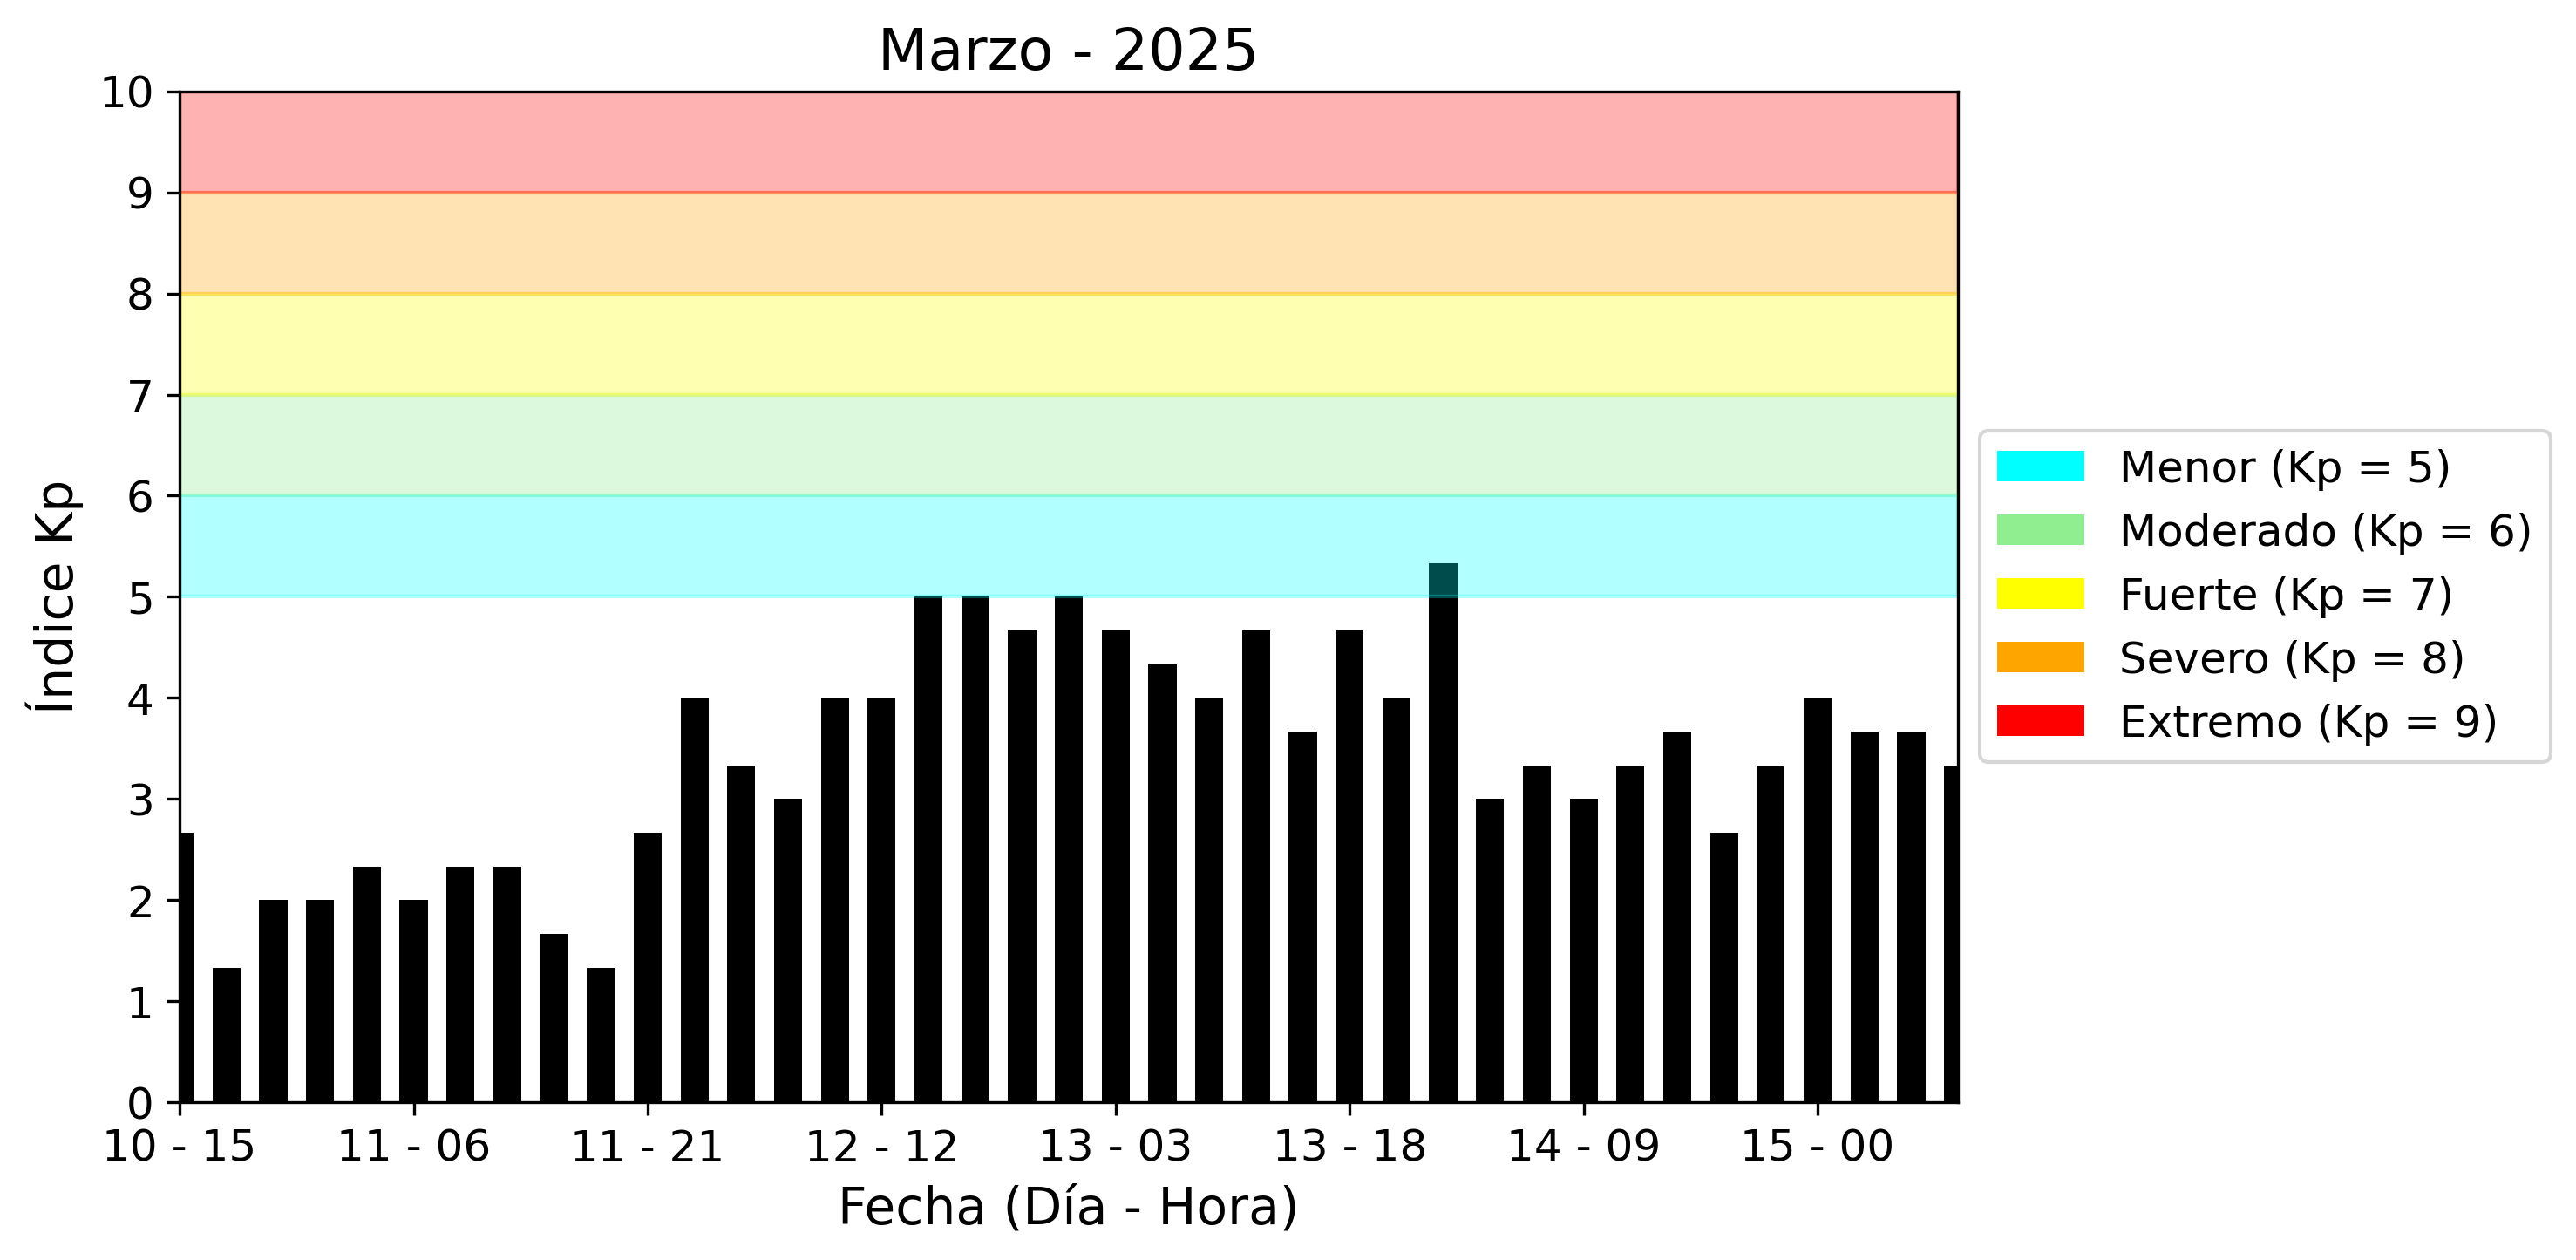 Marzo - 2025
Índice Kp
10
9
8
7
6
5
4
3
2
1
0
10 - 15
11 - 06
11 - 21
12 - 12
13 - 03
13 - 18
14 - 09
15 - 00
Fecha (Día - Hora)
Menor (Kp = 5)
Moderado (Kp = 6)
Fuerte (Kp = 7)
Severo (Kp = 8)
Extremo (Kp = 9)